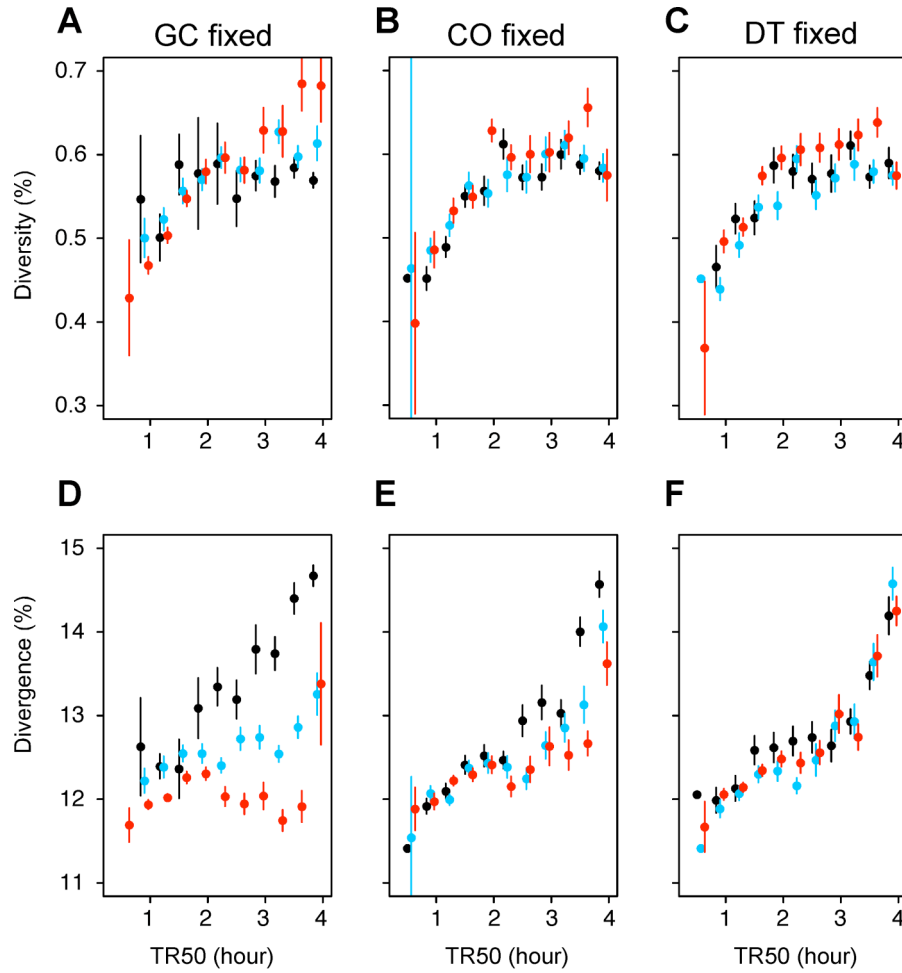 A GC fixed B CO fixed C DT fixed
Diversity (%)
0.7
0.6
0.5
0.4
0.3
1 2 3 4 1 2 3 4 1 2 3 4
D E F
Divergence (%)
15
14
13
12
11
1 2 3 4 1 2 3 4 1 2 3 4
TR50 (hour) TR50 (hour) TR50 (hour)